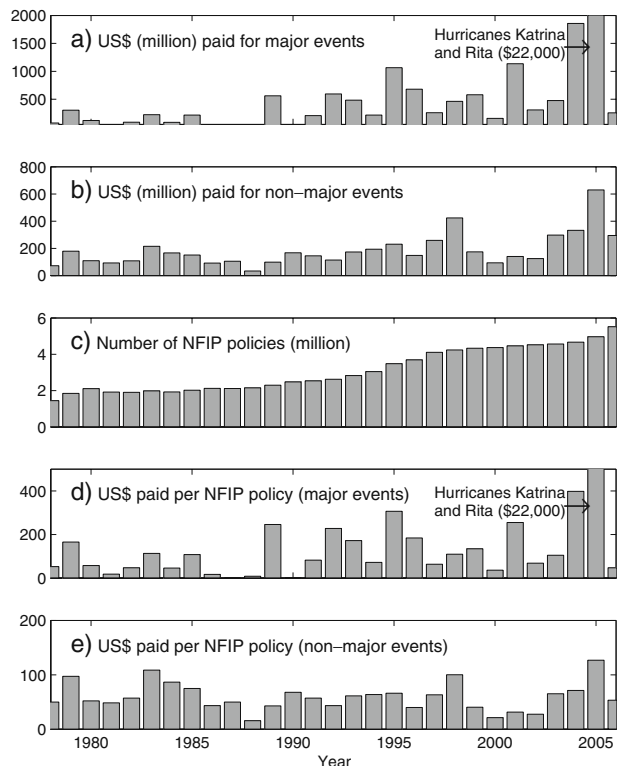 2000
1500
1000
500
a) US$ (million) paid for major events
Hurricanes Katrina
and Rita ($22,000)
800
600
400
200
0
b) US$ (million) paid for non−major events
6
4
2
0
c) Number of NFIP policies (million)
400
200
0
d) US$ paid per NFIP policy (major events)
Hurricanes Katrina
and Rita ($22,000)
200
100
0
e) US$ paid per NFIP policy (non−major events)
1980 1985 1990 1995 2000 2005
Year